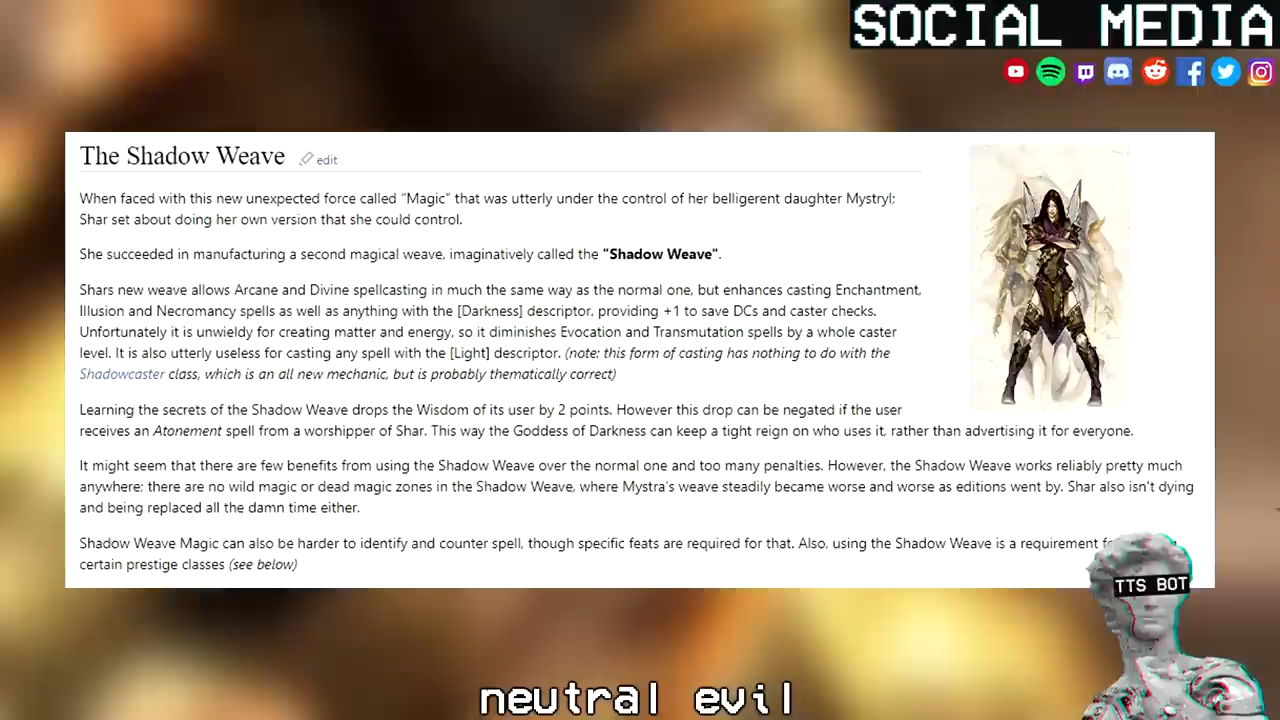 SOCIAL MEDIA
The Shadow Weave edit
When faced with this new unexpected force called “Magic” that was utterly under the control of her belligerent daughter Mystryl;
Shar set about doing her own version that she could control.
She succeeded in manufacturing a second magical weave, imaginatively called the "Shadow Weave".
Shars new weave allows Arcane and Divine spellcasting in much the same way as the normal one, but enhances casting Enchantment,
Illusion and Necromancy spells as well as anything with the [Darkness] descriptor, providing +1 to save DCs and caster checks.
Unfortunately it is unwieldy for creating matter and energy, so it diminishes Evocation and Transmutation spells by a whole caster
level. It is also utterly useless for casting any spell with the [Light] descriptor. (note: this form of casting has nothing to do with the
Shadowcaster class, which is an all new mechanic, but is probably thematically correct)
Learning the secrets of the Shadow Weave drops the Wisdom of its user by 2 points. However this drop can be negated if the user
receives an Atonement spell from a worshipper of Shar. This way the Goddess of Darkness can keep a tight reign on who uses it, rather than advertising it for everyone.
It might seem that there are few benefits from using the Shadow Weave over the normal one and too many penalties. However, the Shadow Weave works reliably pretty much
anywhere; there are no wild magic or dead magic zones in the Shadow Weave, where Mystra's weave steadily became worse and worse as editions went by. Shar also isn't dying
and being replaced all the damn time either.
Shadow Weave Magic can also be harder to identify and counter spell, though specific feats are required for that. Also, using the Shadow Weave is a requirement
certain prestige classes (see below)
TTS BOT
neutral evil